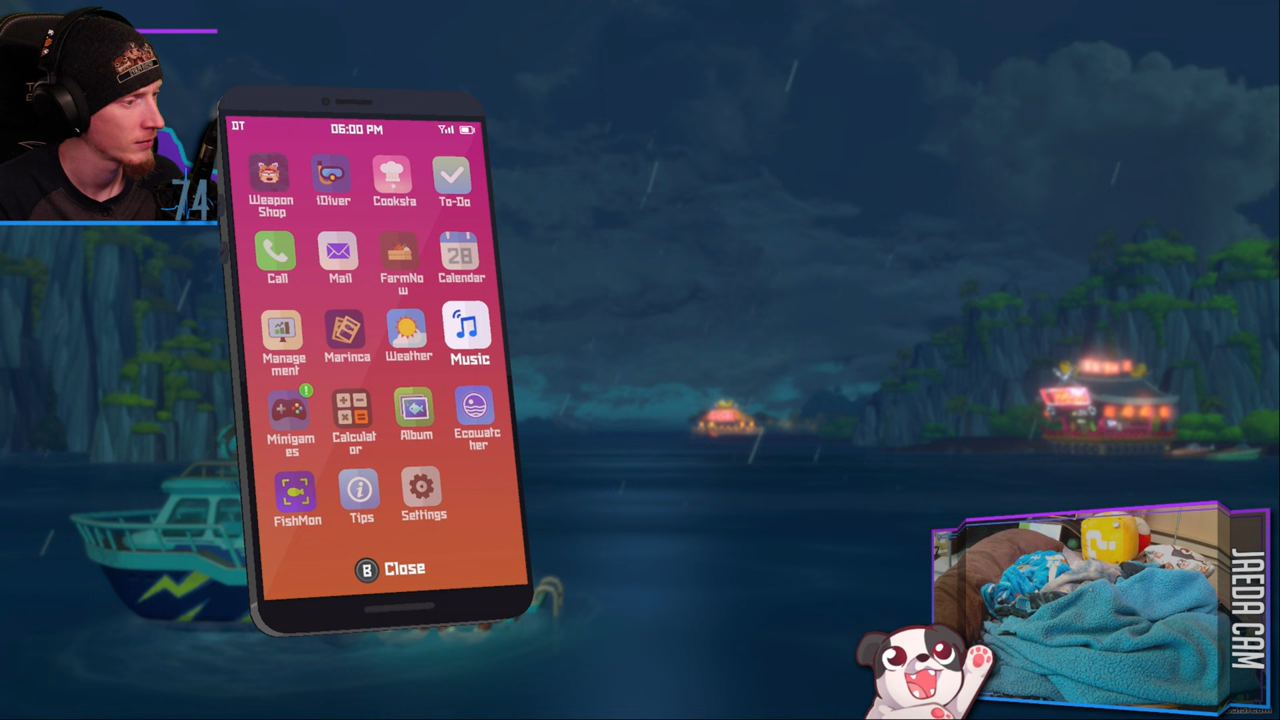 74
DT
06:00 PM
Weapon
Shop
iDiver
Cooksta
To-Do
Call
Mail
FarmNo
w
28
Calendar
Manage
ment
Marinca
Weather
Music
!
Minigam
es
Calculat
or
Album
Ecowatc
her
FishMon
Tips
Settings
B Close
JAEDA CAM